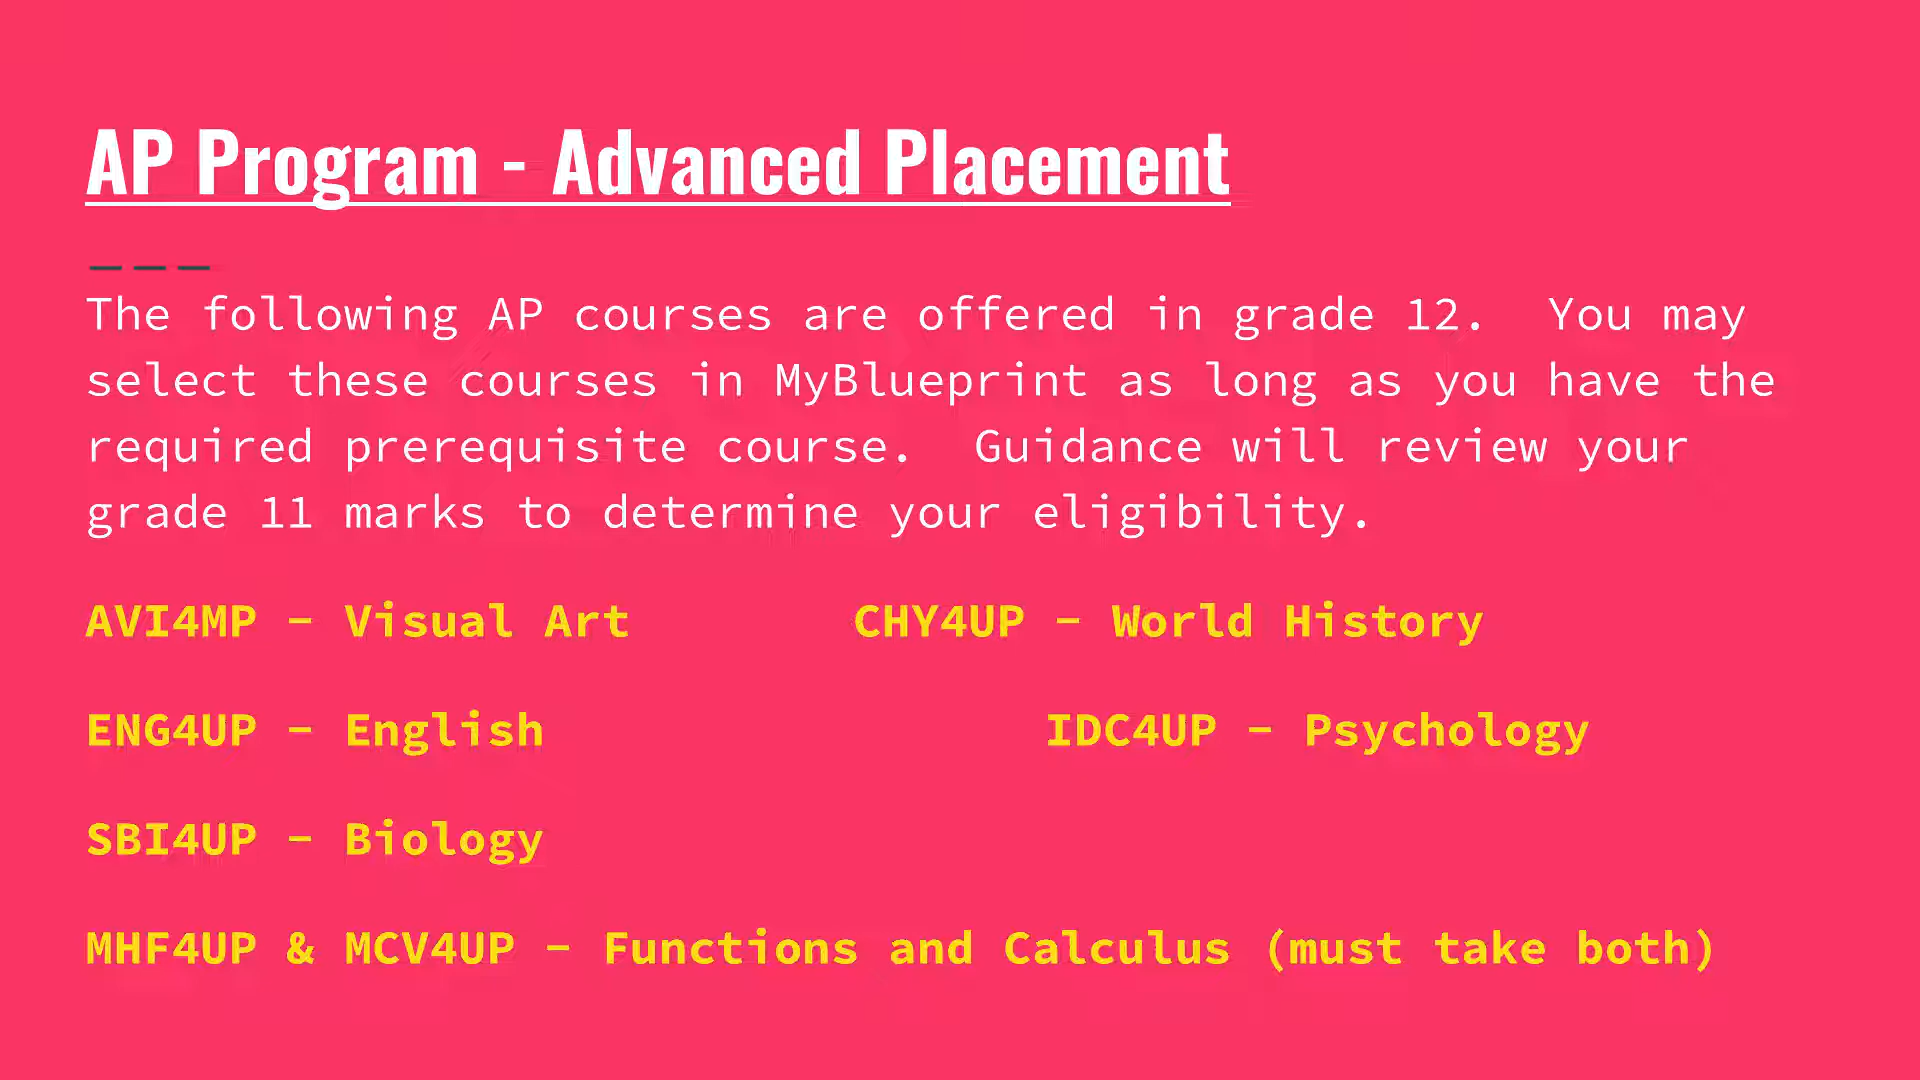 AP Program - Advanced Placement
The following AP courses are offered in grade 12. You may
select these courses in MyBlueprint as long as you have the
required prerequisite course. Guidance will review your
grade 11 marks to determine your eligibility.
AVI4MP - Visual Art CHY4UP - World History
ENG4UP - English IDC4UP - Psychology
SBI4UP - Biology
MHF4UP & MCV4UP - Functions and Calculus (must take both)